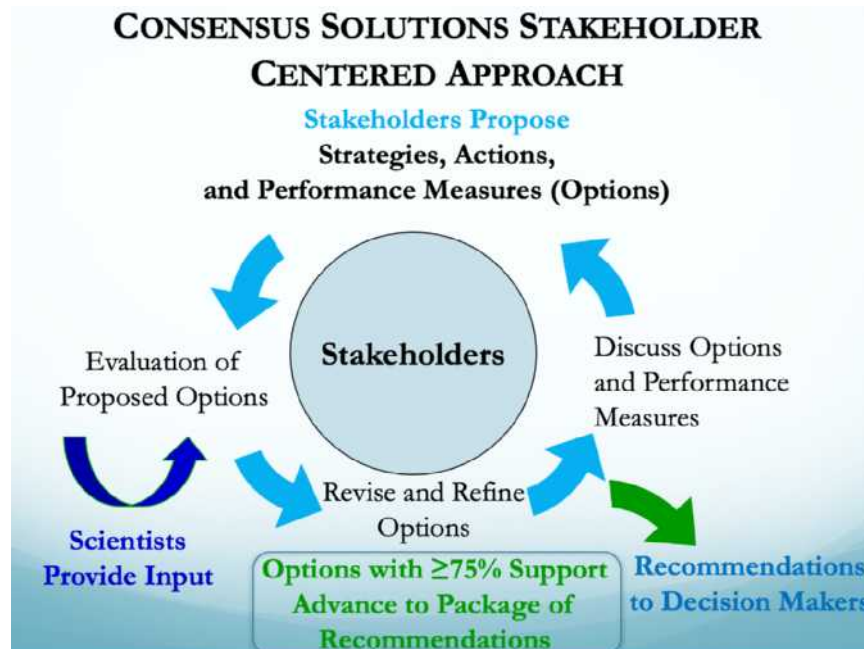 CONSENSUS SOLUTIONS STAKEHOLDER
CENTERED APPROACH
Stakeholders Propose
Strategies, Actions,
and Performance Measures (Options)
Stakeholders
Evaluation of
Proposed Options
Discuss Options
and Performance
Measures
Revise and Refine
Options
Scientists
Provide Input
Options with ≥75% Support
Advance to Package of
Recommendations
Recommendations
to Decision Makers